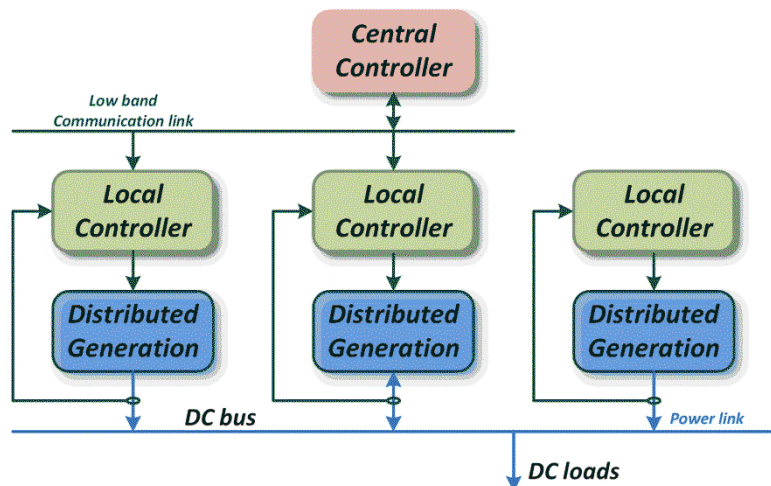 Central
Controller
Low band
Communication link
Local
Controller
Local
Controller
Local
Controller
Distributed
Generation
Distributed
Generation
Distributed
Generation
DC bus
Power link
DC loads